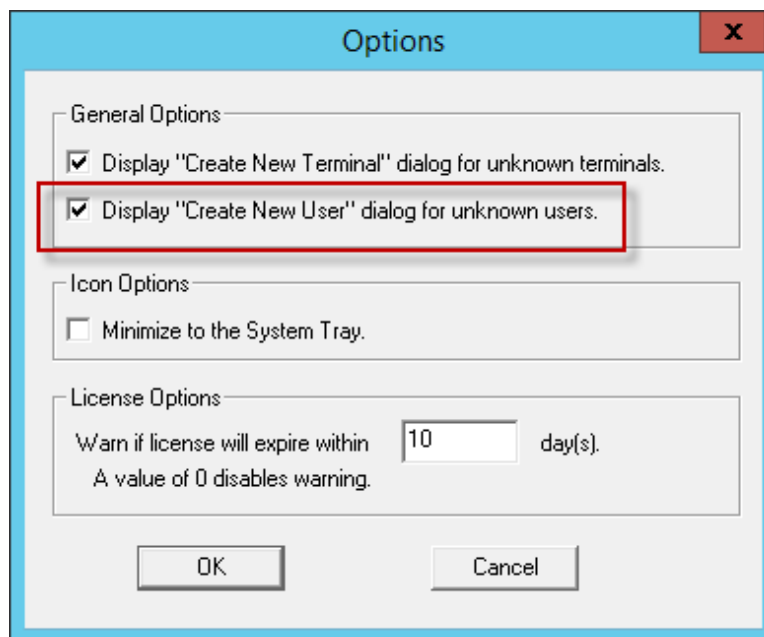 Options
x
General Options
Display "Create New Terminal" dialog for unknown terminals.
Display "Create New User" dialog for unknown users.
Icon Options
Minimize to the System Tray.
License Options
Warn if license will expire within 10 day(s).
A value of 0 disables warning.
OK Cancel